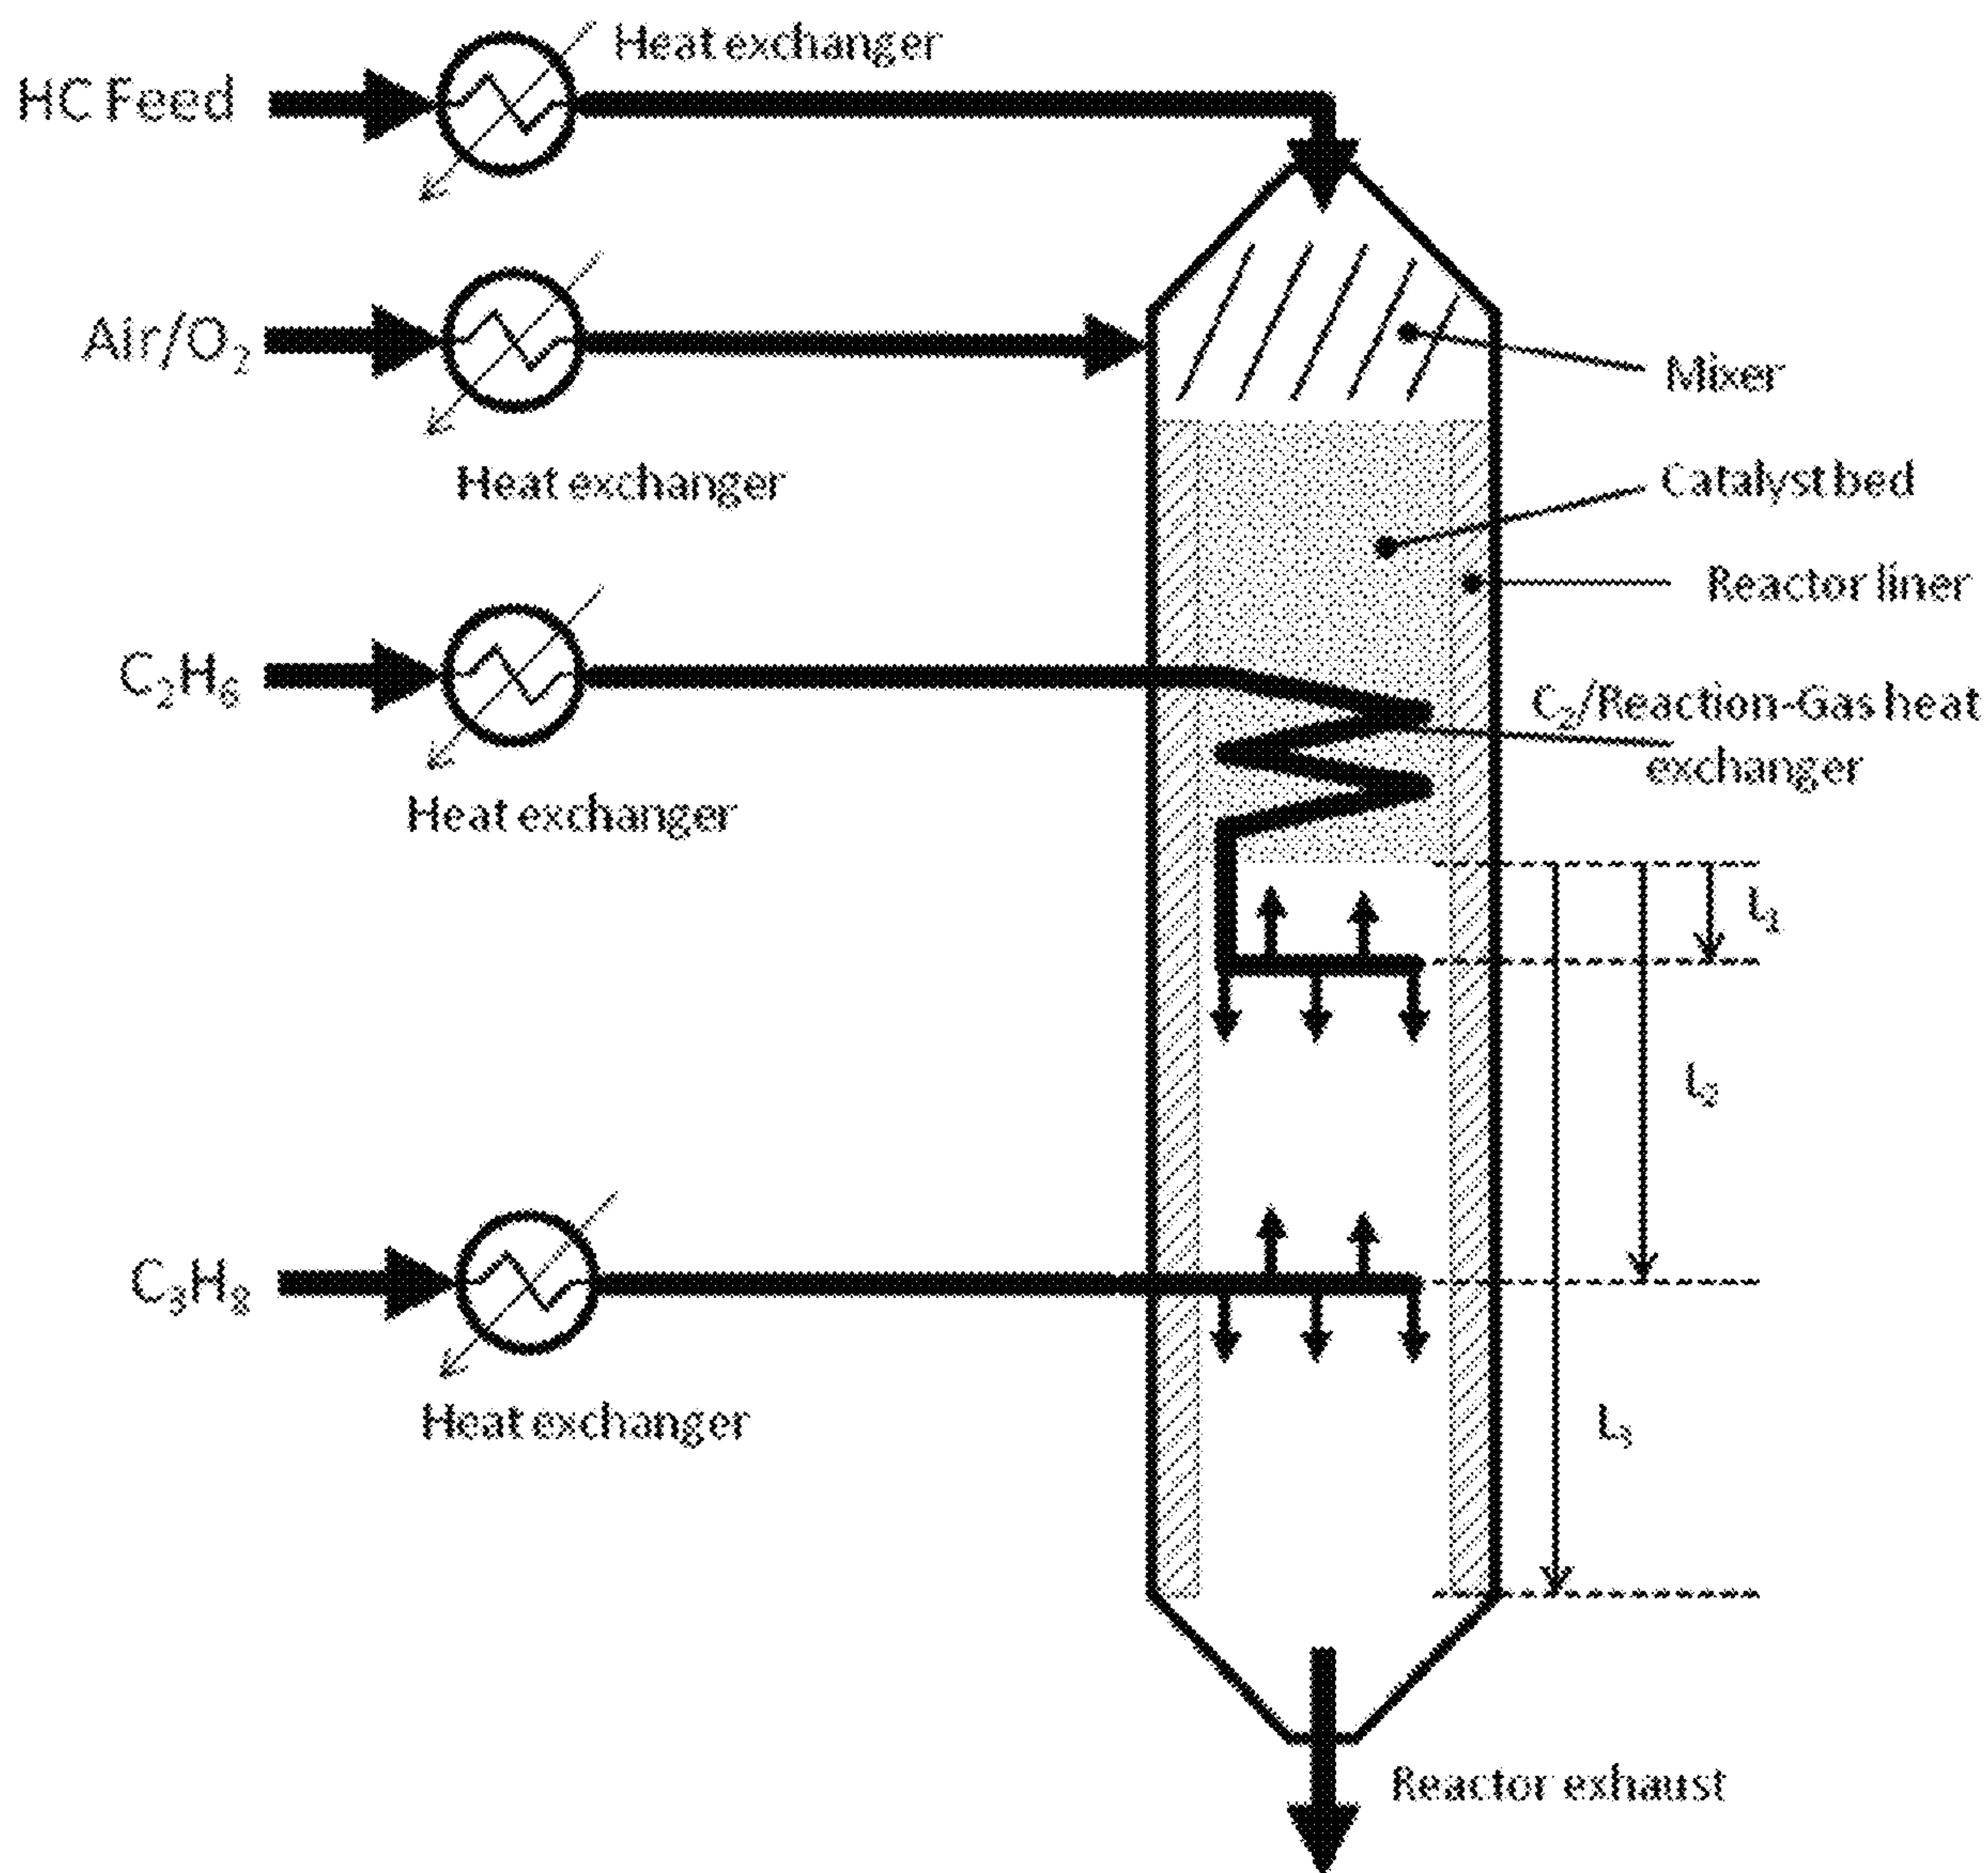 HC Feed
Heat exchanger
Air/O₂
Heat exchanger
Mixer
Catalyst bed
Reactor liner
C₂H₆
Heat exchanger
C₂/Reaction-Gas heat
exchanger
L₁
L₂
C₃H₈
Heat exchanger
L₃
Reactor exhaust